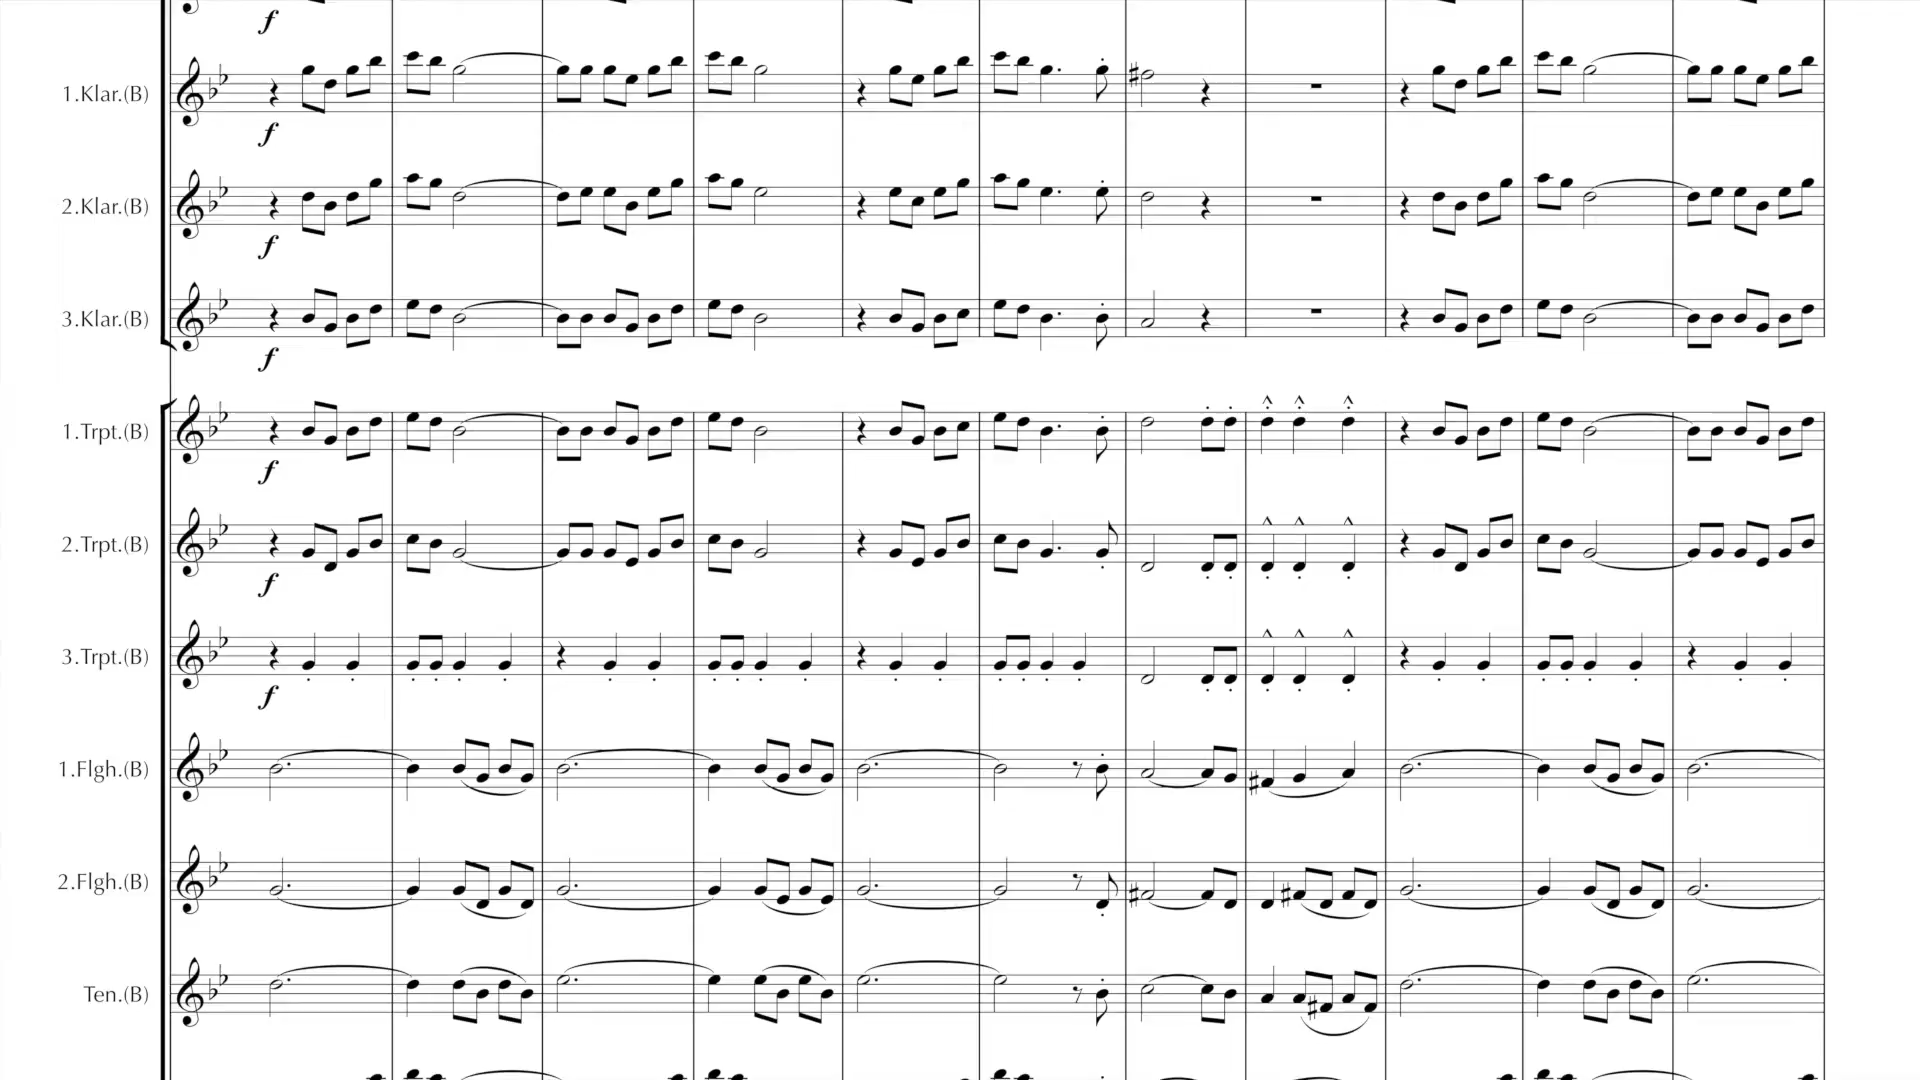 f
1.Klar.(B)
f
2.Klar.(B)
f
3.Klar.(B)
f
1.Trpt.(B)
f
2.Trpt.(B)
f
3.Trpt.(B)
f
1.Flgh.(B)
2.Flgh.(B)
Ten.(B)